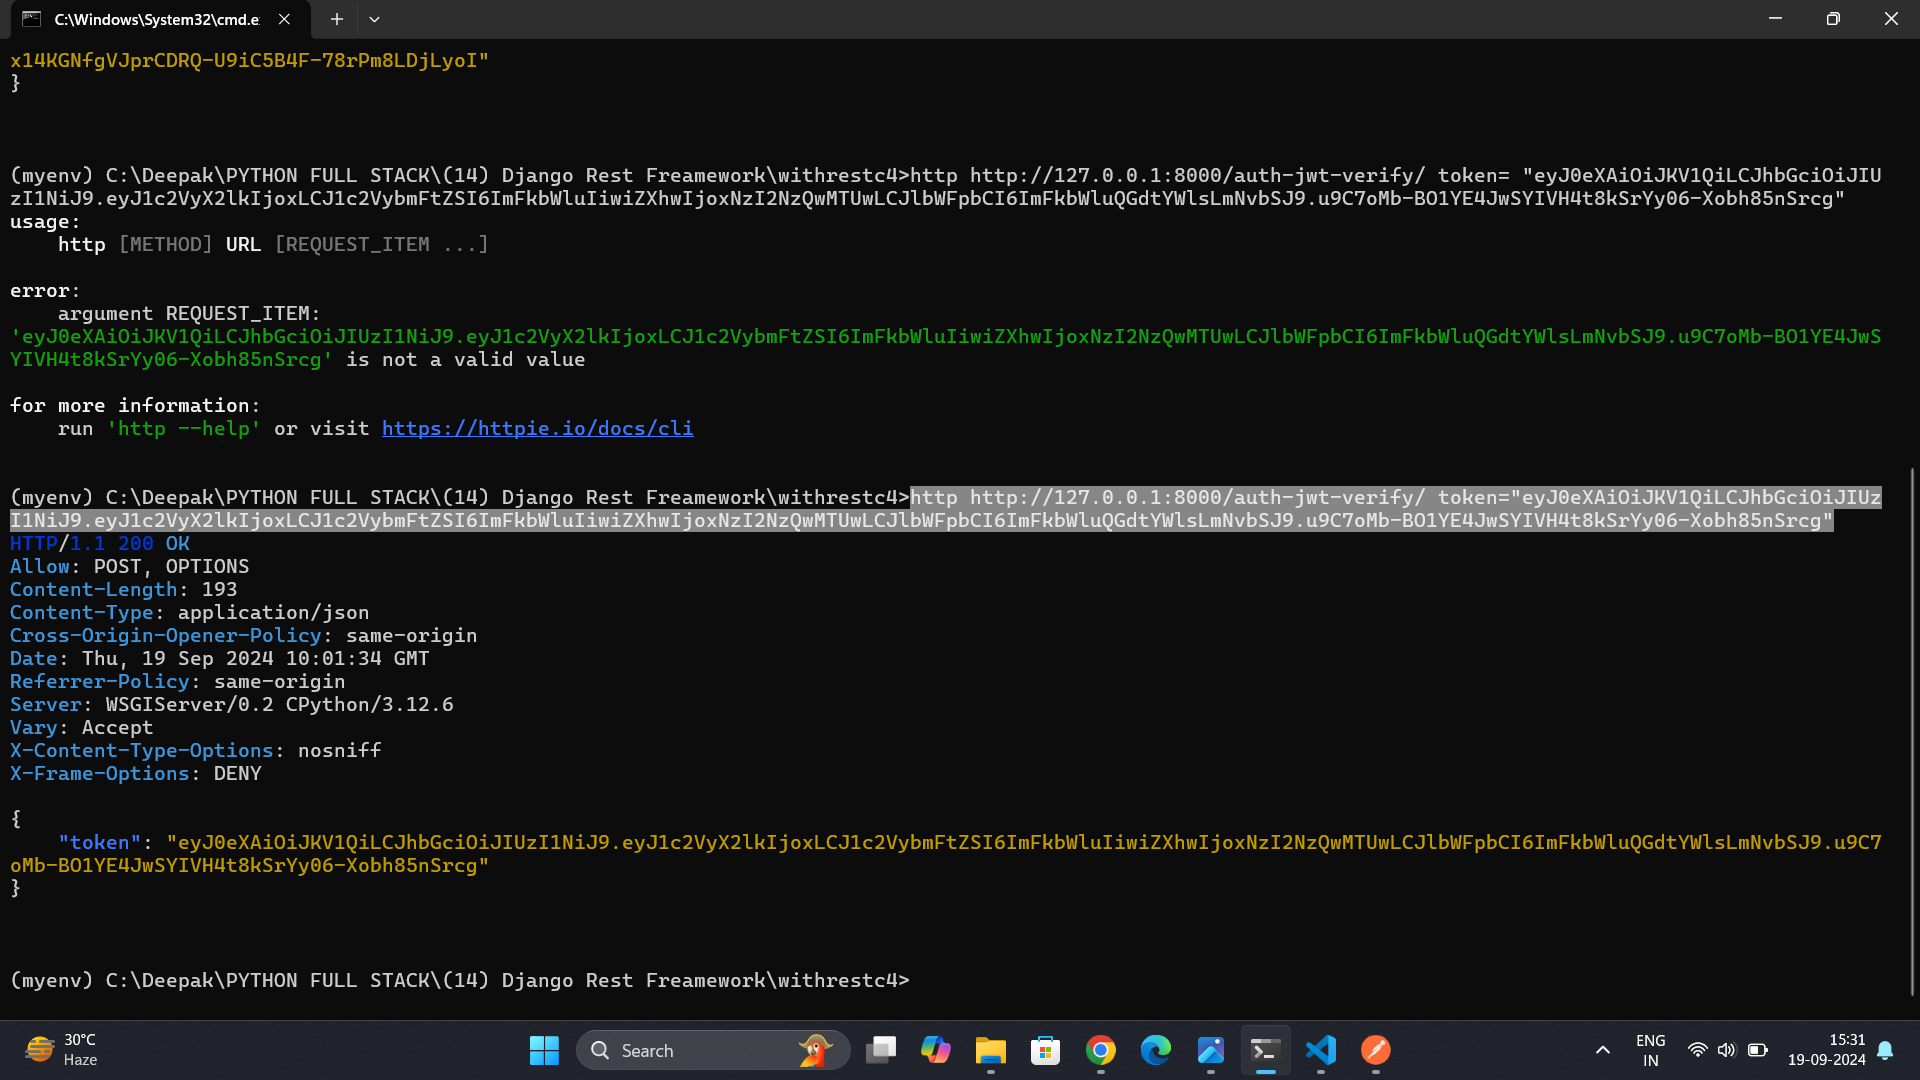 C:\Windows\System32\cmd.e
x14KGNfgVJprCDRQ-U9iC5B4F-78rPm8LDjLyoI"
}
(myenv) C:\Deepak\PYTHON FULL STACK\(14) Django Rest Freamework\withrestc4>http http://127.0.0.1:8000/auth-jwt-verify/ token= "eyJ0eXAiOiJKV1QiLCJhbGciOiJIU
zI1NiJ9.eyJ1c2VyX2lkIjoxLCJ1c2VybmFtZSI6ImFkbWluIiwiZXhwIjoxNzI2NzQwMTUwLCJlbWFpbCI6ImFkbWluQGdtYWlsLmNvbSJ9.u9C7oMb-BO1YE4JwSYIVH4t8kSrYy06-Xobh85nSrcg"
usage:
http [METHOD] URL [REQUEST_ITEM ...]
error:
argument REQUEST_ITEM:
'eyJ0eXAiOiJKV1QiLCJhbGciOiJIUzI1NiJ9.eyJ1c2VyX2lkIjoxLCJ1c2VybmFtZSI6ImFkbWluIiwiZXhwIjoxNzI2NzQwMTUwLCJlbWFpbCI6ImFkbWluQGdtYWlsLmNvbSJ9.u9C7oMb-BO1YE4JwS
YIVH4t8kSrYy06-Xobh85nSrcg' is not a valid value
for more information:
run 'http --help' or visit https://httpie.io/docs/cli
(myenv) C:\Deepak\PYTHON FULL STACK\(14) Django Rest Freamework\withrestc4>http http://127.0.0.1:8000/auth-jwt-verify/ token="eyJ0eXAiOiJKV1QiLCJhbGciOiJIUz
I1NiJ9.eyJ1c2VyX2lkIjoxLCJ1c2VybmFtZSI6ImFkbWluIiwiZXhwIjoxNzI2NzQwMTUwLCJlbWFpbCI6ImFkbWluQGdtYWlsLmNvbSJ9.u9C7oMb-BO1YE4JwSYIVH4t8kSrYy06-Xobh85nSrcg"
HTTP/1.1 200 OK
Allow: POST, OPTIONS
Content-Length: 193
Content-Type: application/json
Cross-Origin-Opener-Policy: same-origin
Date: Thu, 19 Sep 2024 10:01:34 GMT
Referrer-Policy: same-origin
Server: WSGIServer/0.2 CPython/3.12.6
Vary: Accept
X-Content-Type-Options: nosniff
X-Frame-Options: DENY
{
"token": "eyJ0eXAiOiJKV1QiLCJhbGciOiJIUzI1NiJ9.eyJ1c2VyX2lkIjoxLCJ1c2VybmFtZSI6ImFkbWluIiwiZXhwIjoxNzI2NzQwMTUwLCJlbWFpbCI6ImFkbWluQGdtYWlsLmNvbSJ9.u9C7
oMb-BO1YE4JwSYIVH4t8kSrYy06-Xobh85nSrcg"
}
(myenv) C:\Deepak\PYTHON FULL STACK\(14) Django Rest Freamework\withrestc4>
30°C
Haze
Search
ENG
IN
15:31
19-09-2024